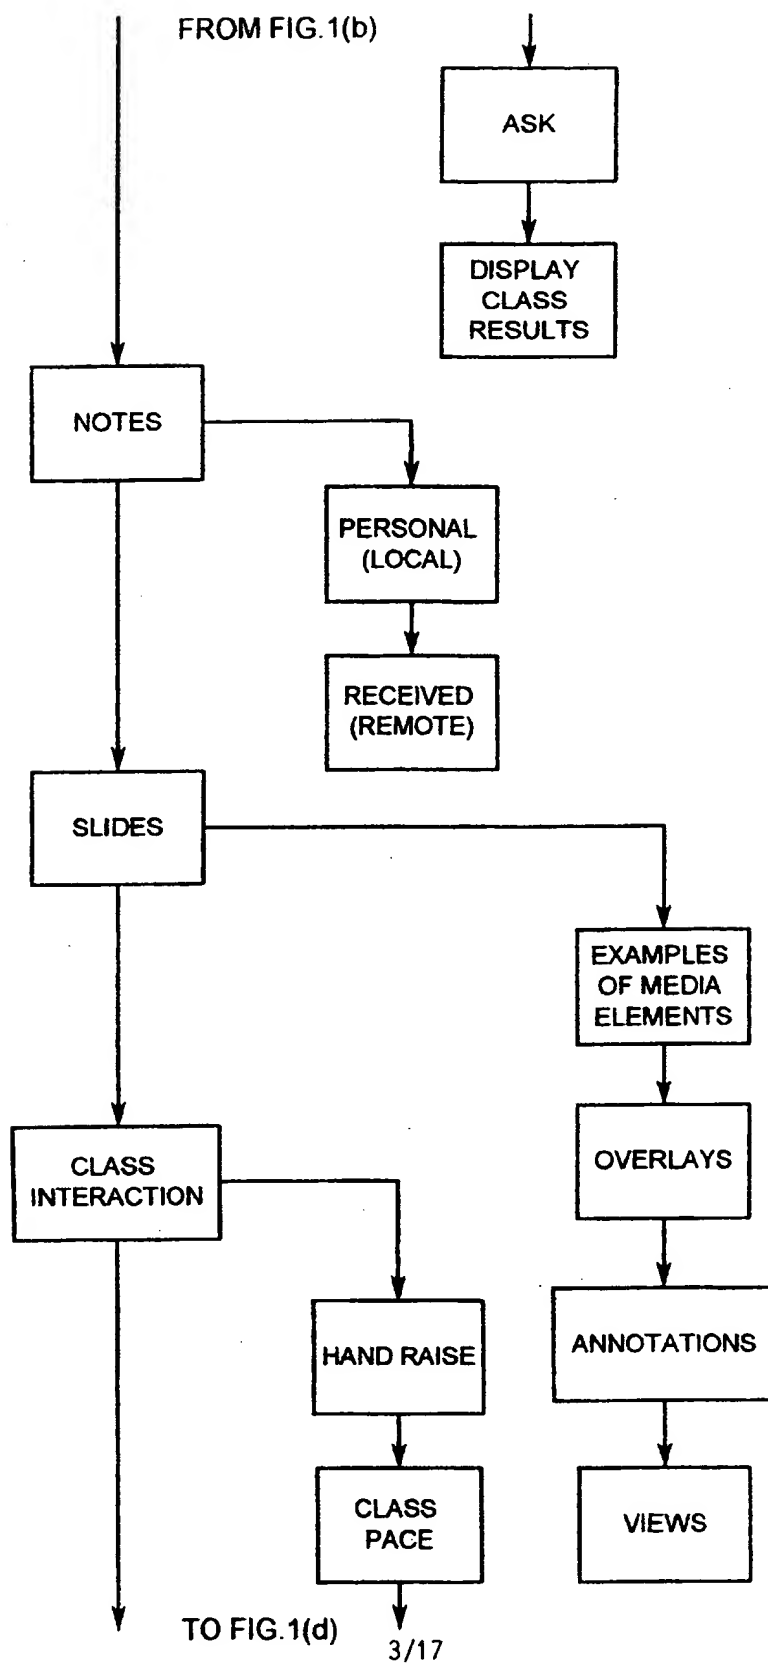 FROM FIG.1(b)
ASK
DISPLAY
CLASS
RESULTS
NOTES
PERSONAL
(LOCAL)
RECEIVED
(REMOTE)
SLIDES
EXAMPLES
OF MEDIA
ELEMENTS
OVERLAYS
CLASS
INTERACTION
HAND RAISE
ANNOTATIONS
CLASS
PACE
VIEWS
TO FIG.1(d)
3/17